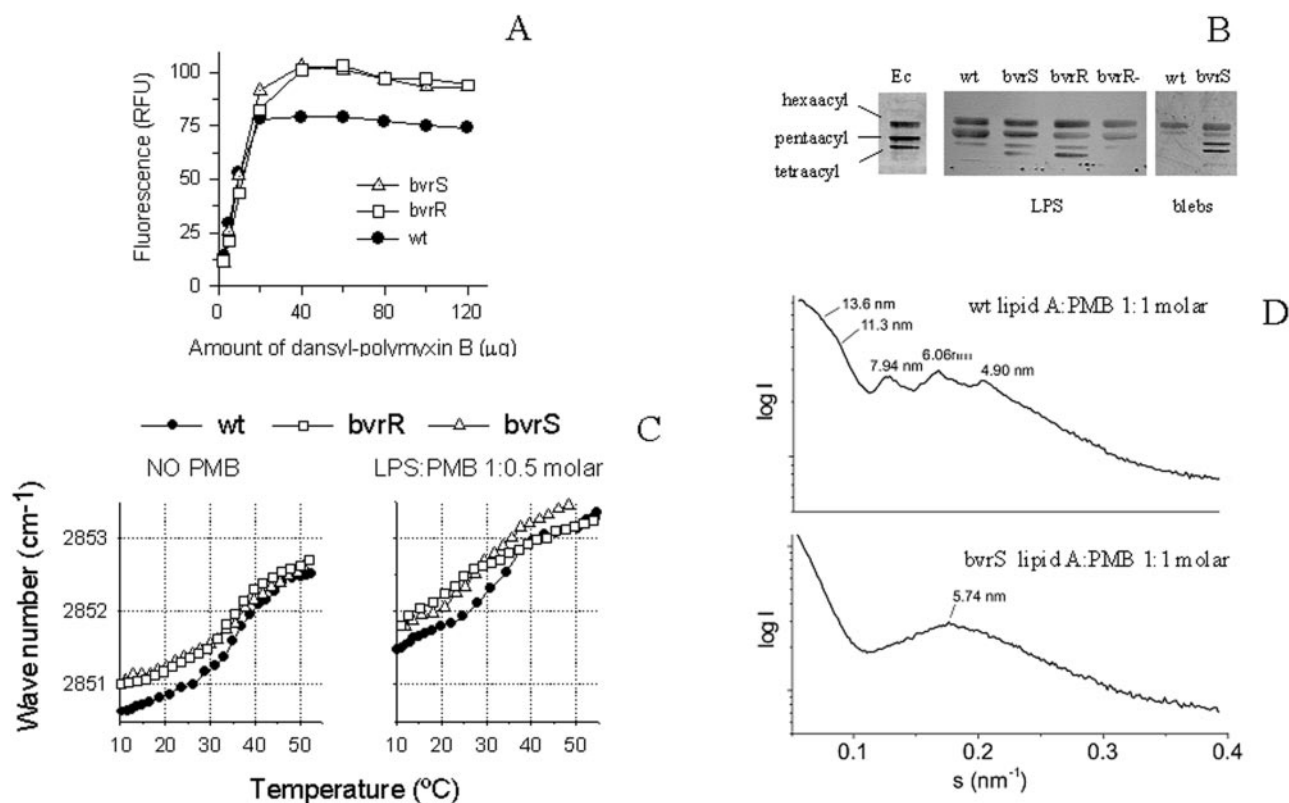 A
Fluorescence (RFU)
100
75
50
25
0
bvrS
bvrR
wt
0 40 80 120
Amount of dansyl-polymyxin B (µg)
B
Ec wt bvrS bvrR bvrR- wt bvrS
hexaacyl
pentaacyl
tetraacyl
LPS blebs
wt bvrR bvrS C
NO PMB LPS:PMB 1:0.5 molar
Wave number (cm-1)
2853
2852
2851
10 20 30 40 50 10 20 30 40 50
Temperature (ºC)
wt lipid A:PMB 1:1 molar D
13.6 nm
11.3 nm
7.94 nm
6.06nm
4.90 nm
log I
bvrS lipid A:PMB 1:1 molar
5.74 nm
log I
0.1 0.2 0.3 0.4
s (nm-1)